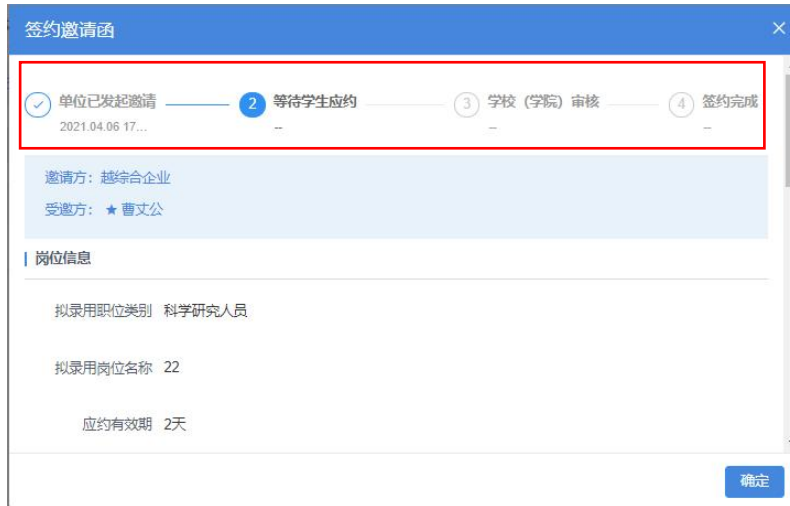 签约邀请函
单位已发起邀请 2 等待学生应约 3 学校（学院）审核 4 签约完成
2021.04.06 17... -- -- --
邀请方：越综合企业
受邀方：★曹丈公
岗位信息
拟录用职位类别 科学研究人员
拟录用岗位名称 22
应约有效期 2天
确定